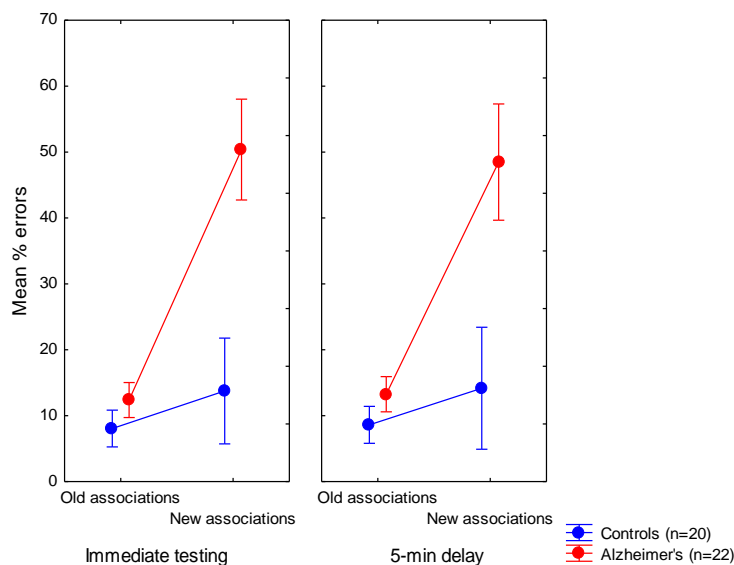 Mean % errors
70
60
50
40
30
20
10
0
Old associations
New associations
Immediate testing
Old associations
New associations
5-min delay
Controls (n=20)
Alzheimer's (n=22)